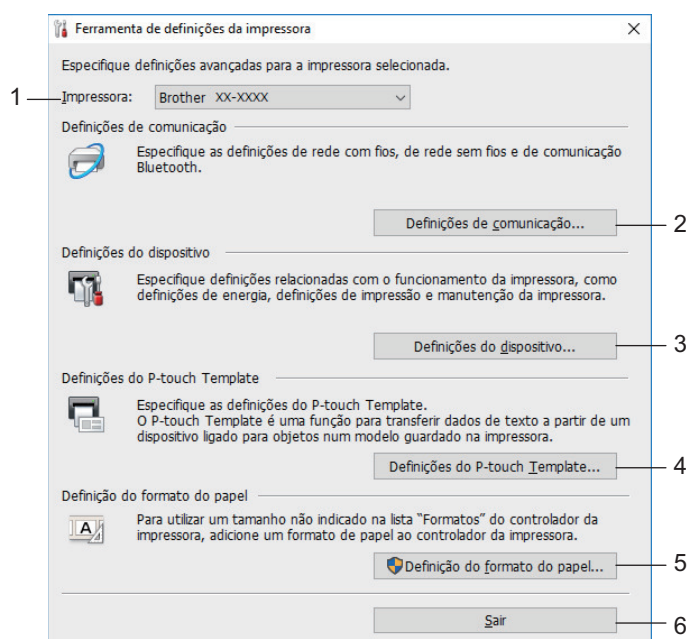 Ferramenta de definições da impressora
Especifique definições avançadas para a impressora selecionada.
1
Impressora: Brother XX-XXXX
Definições de comunicação
Especifique as definições de rede com fios, de rede sem fios e de comunicação
Bluetooth.
Definições de comunicação...
2
Definições do dispositivo
Especifique definições relacionadas com o funcionamento da impressora, como
definições de energia, definições de impressão e manutenção da impressora.
Definições do dispositivo...
3
Definições do P-touch Template
Especifique as definições do P-touch Template.
O P-touch Template é uma função para transferir dados de texto a partir de um
dispositivo ligado para objetos num modelo guardado na impressora.
Definições do P-touch Template...
4
Definição do formato do papel
A
Para utilizar um tamanho não indicado na lista "Formatos" do controlador da
impressora, adicione um formato de papel ao controlador da impressora.
Definição do formato do papel...
5
Sair
6